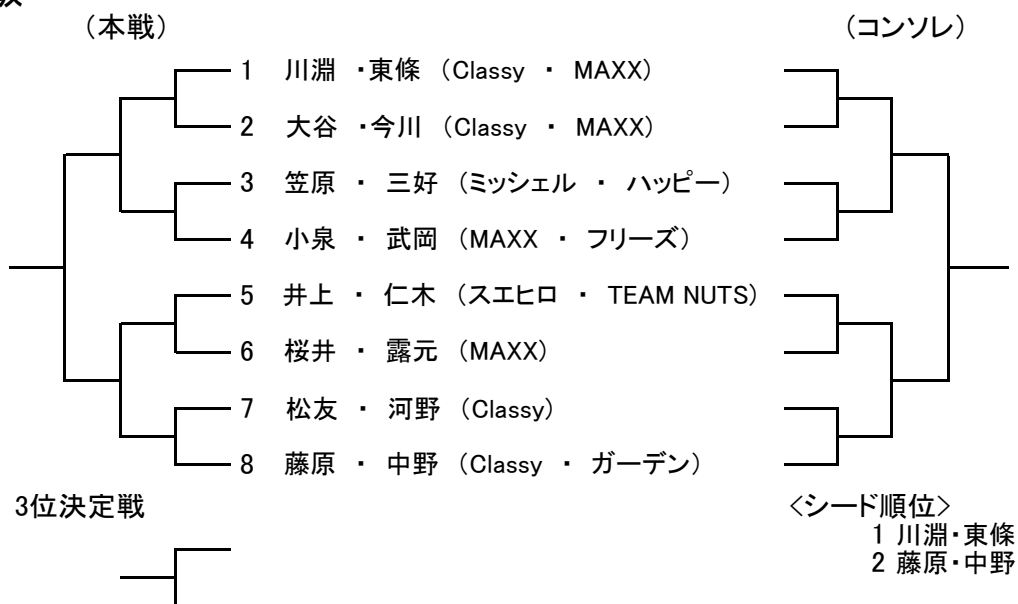 （本戦）	（コンソレ）
1 川淵 ・東條 （Classy ・ MAXX）
2 大谷 ・今川 （Classy ・ MAXX）
3 笠原 ・ 三好 （ミッシェル ・ ハッピー）
4 小泉 ・ 武岡 （MAXX ・ フリーズ）
5 井上 ・ 仁木 （スエヒロ ・ TEAM NUTS）
6 桜井 ・ 露元 （MAXX）
7 松友 ・ 河野 （Classy）
8 藤原 ・ 中野 （Classy ・ ガーデン）
3位決定戦	＜シード順位＞
1 川淵・東條
2 藤原・中野